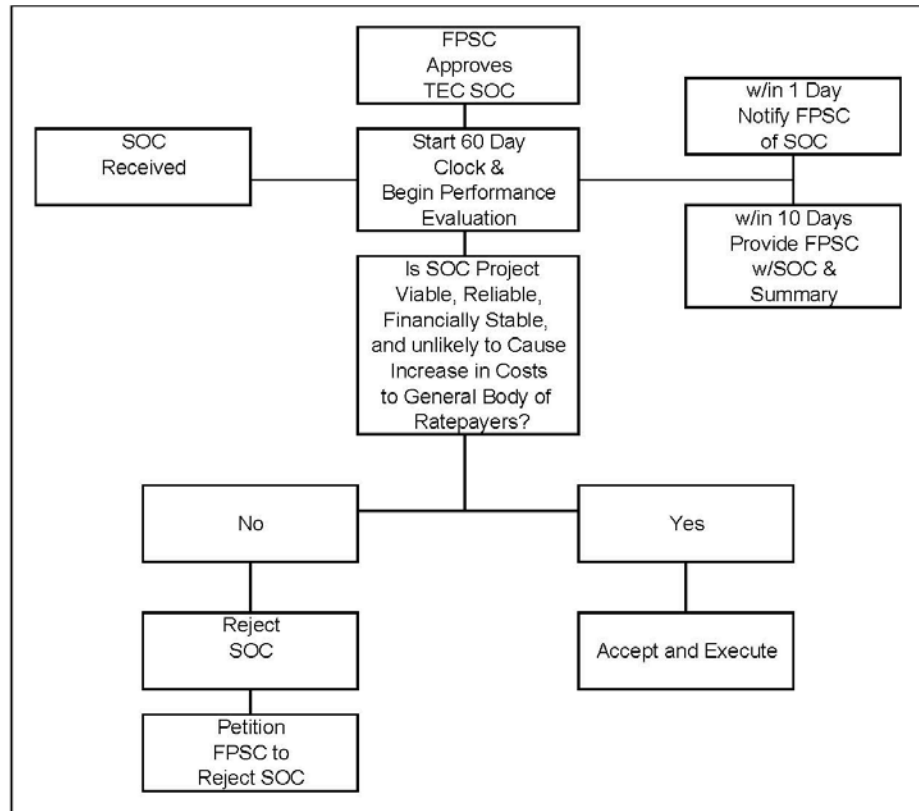 FPSC
Approves
TEC SOC
w/in 1 Day
Notify FPSC
of SOC
SOC
Received
Start 60 Day
Clock &
Begin Performance
Evaluation
w/in 10 Days
Provide FPSC
w/SOC &
Summary
Is SOC Project
Viable, Reliable,
Financially Stable,
and unlikely to Cause
Increase in Costs
to General Body of
Ratepayers?
No
Yes
Reject
SOC
Accept and Execute
Petition
FPSC to
Reject SOC